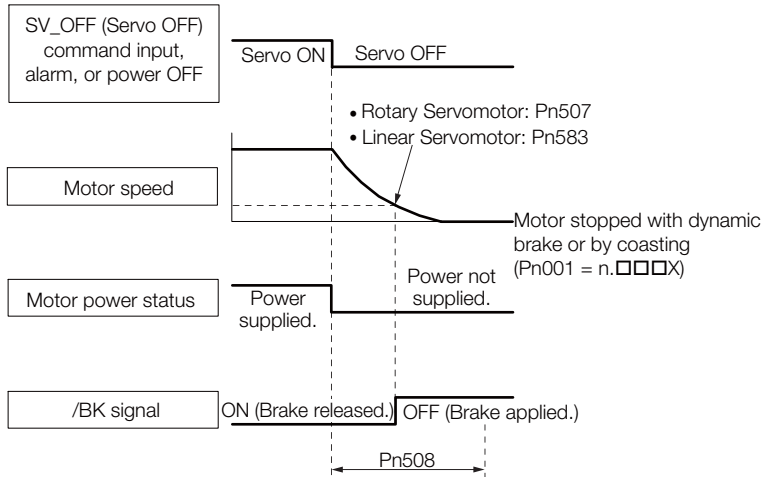 SV_OFF (Servo OFF)
command input,
alarm, or power OFF
Servo ON
Servo OFF
• Rotary Servomotor: Pn507
• Linear Servomotor: Pn583
Motor speed
Motor stopped with dynamic
brake or by coasting
(Pn001 = n.□□□X)
Motor power status
Power
supplied.
Power not
supplied.
/BK signal
ON (Brake released.)
OFF (Brake applied.)
Pn508